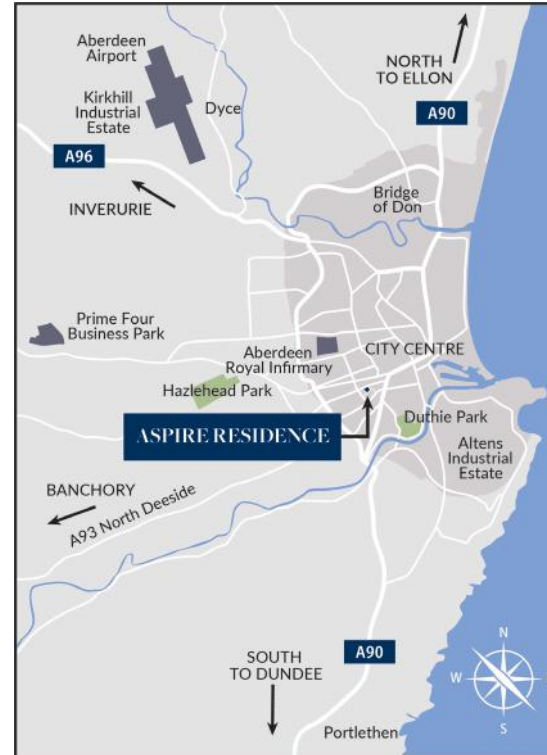 Aberdeen
Airport
NORTH
TO ELLON
Kirkhill
Industrial
Estate
Dyce
A90
A96
INVERURIE
Bridge
of Don
Prime Four
Business Park
Aberdeen
Royal Infirmary
CITY CENTRE
Hazlehead Park
ASPIRE RESIDENCE
Duthie Park
Altens
Industrial
Estate
BANCHORY
A93 North Deeside
SOUTH
TO DUNDEE
A90
Portlethen
N
W
E
S